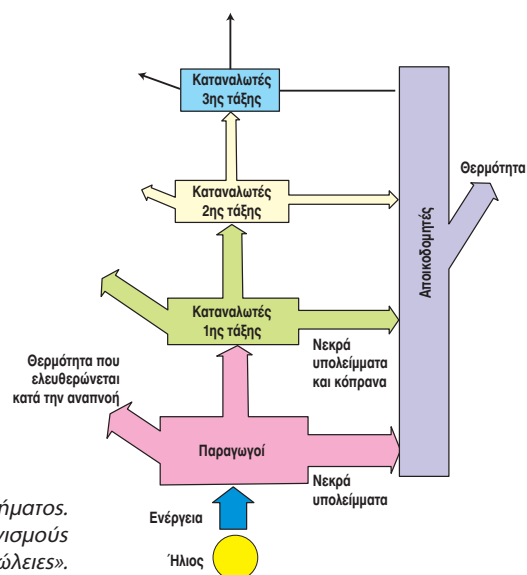 Καταναλωτές
3ης τάξης
Θερμότητα
Καταναλωτές
2ης τάξης
Αποικοδομητές
Καταναλωτές
1ης τάξης
Νεκρά
υπολείμματα
και κόπρανα
Θερμότητα που
ελευθερώνεται
κατά την αναπνοή
Παραγωγοί
Νεκρά
υπολείμματα
Ενέργεια
Ήλιος
ήματος.
νισμούς
ώλειες».